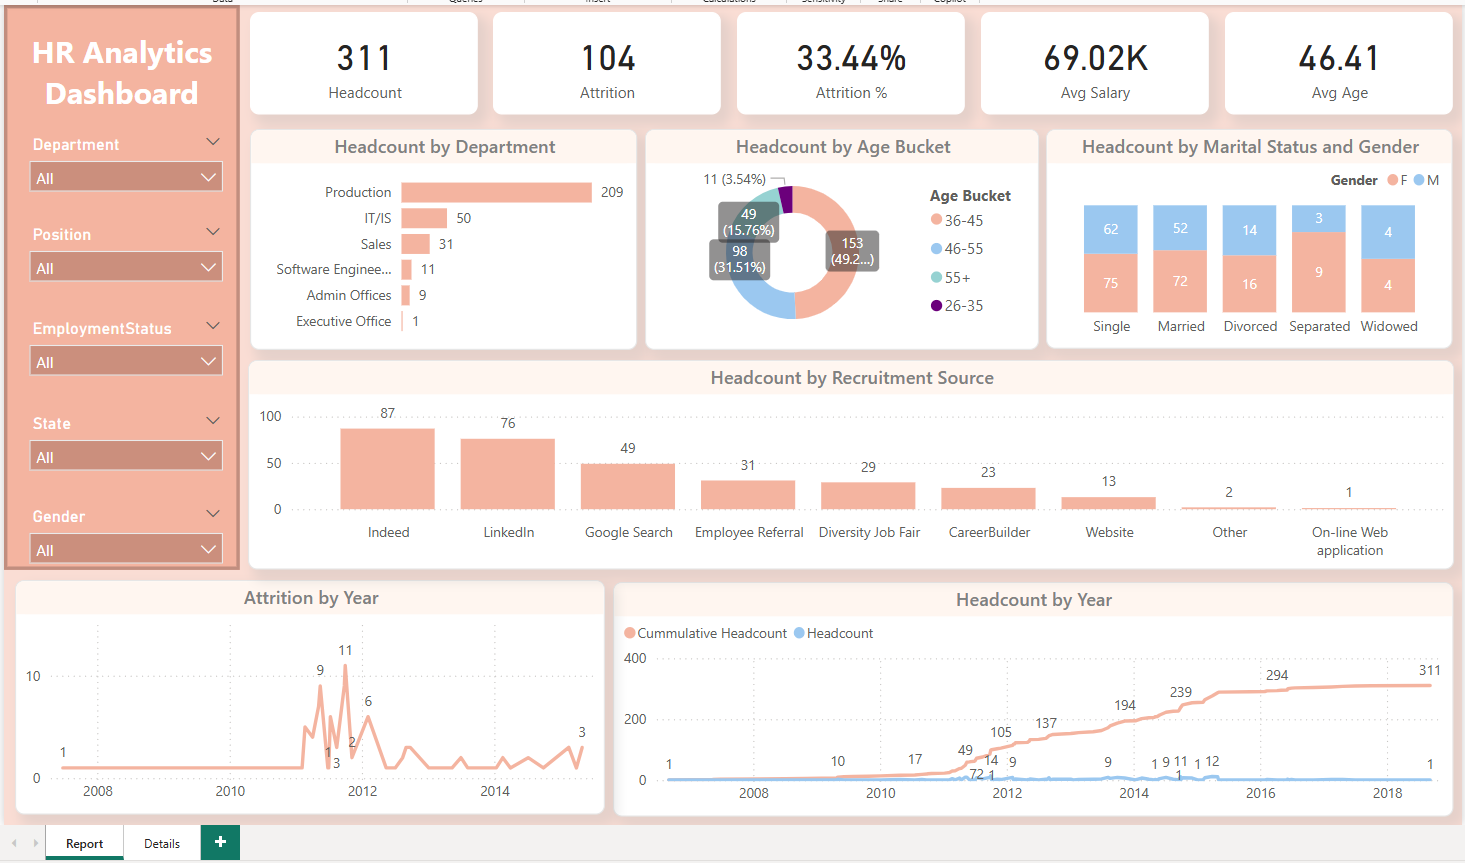 Data
Queries
Insert
Calculations
Sensitivity
Share
Copilot
HR Analytics
Dashboard
Department
All
Position
All
EmploymentStatus
All
State
All
Gender
All
311
Headcount
104
Attrition
33.44%
Attrition %
69.02K
Avg Salary
46.41
Avg Age
Headcount by Department
Production 209
IT/IS 50
Sales 31
Software Enginee... 11
Admin Offices 9
Executive Office 1
Headcount by Age Bucket
11 (3.54%)
49
(15.76%)
98
(31.51%)
153
(49.2...)
Age Bucket
36-45
46-55
55+
26-35
Headcount by Marital Status and Gender
Gender F M
62 52 14 3 4
75 72 16 9 4
Single Married Divorced Separated Widowed
Headcount by Recruitment Source
100
50
0
87 76 49 31 29 23 13 2 1
Indeed LinkedIn Google Search Employee Referral Diversity Job Fair CareerBuilder Website Other On-line Web
application
Attrition by Year
10
0
1 9 1 3 11 2 6 3
2008 2010 2012 2014
Headcount by Year
Cummulative Headcount Headcount
400
200
0
1 10 17 49 105 137 194 239 294 311
72 14 1 9 9 1 9 11 1 1 12 1
2008 2010 2012 2014 2016 2018
Report
Details
+